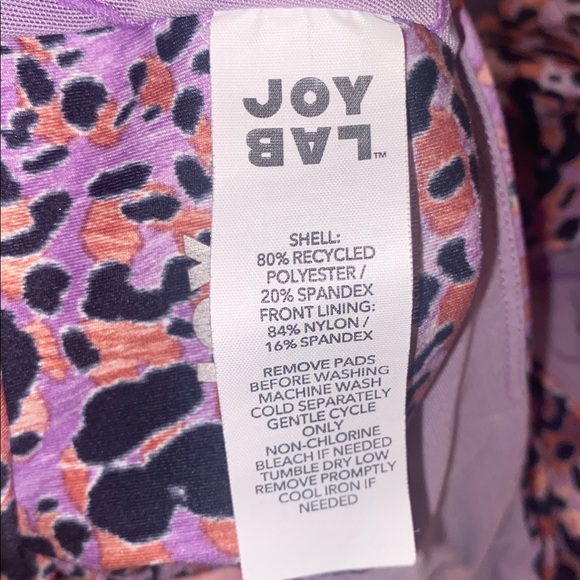 JOY
LAB™
SHELL:
80% RECYCLED
POLYESTER /
20% SPANDEX
FRONT LINING:
84% NYLON /
16% SPANDEX
REMOVE PADS
BEFORE WASHING
MACHINE WASH
COLD SEPARATELY
GENTLE CYCLE
ONLY
NON-CHLORINE
BLEACH IF NEEDED
TUMBLE DRY LOW
REMOVE PROMPTLY
COOL IRON IF
NEEDED